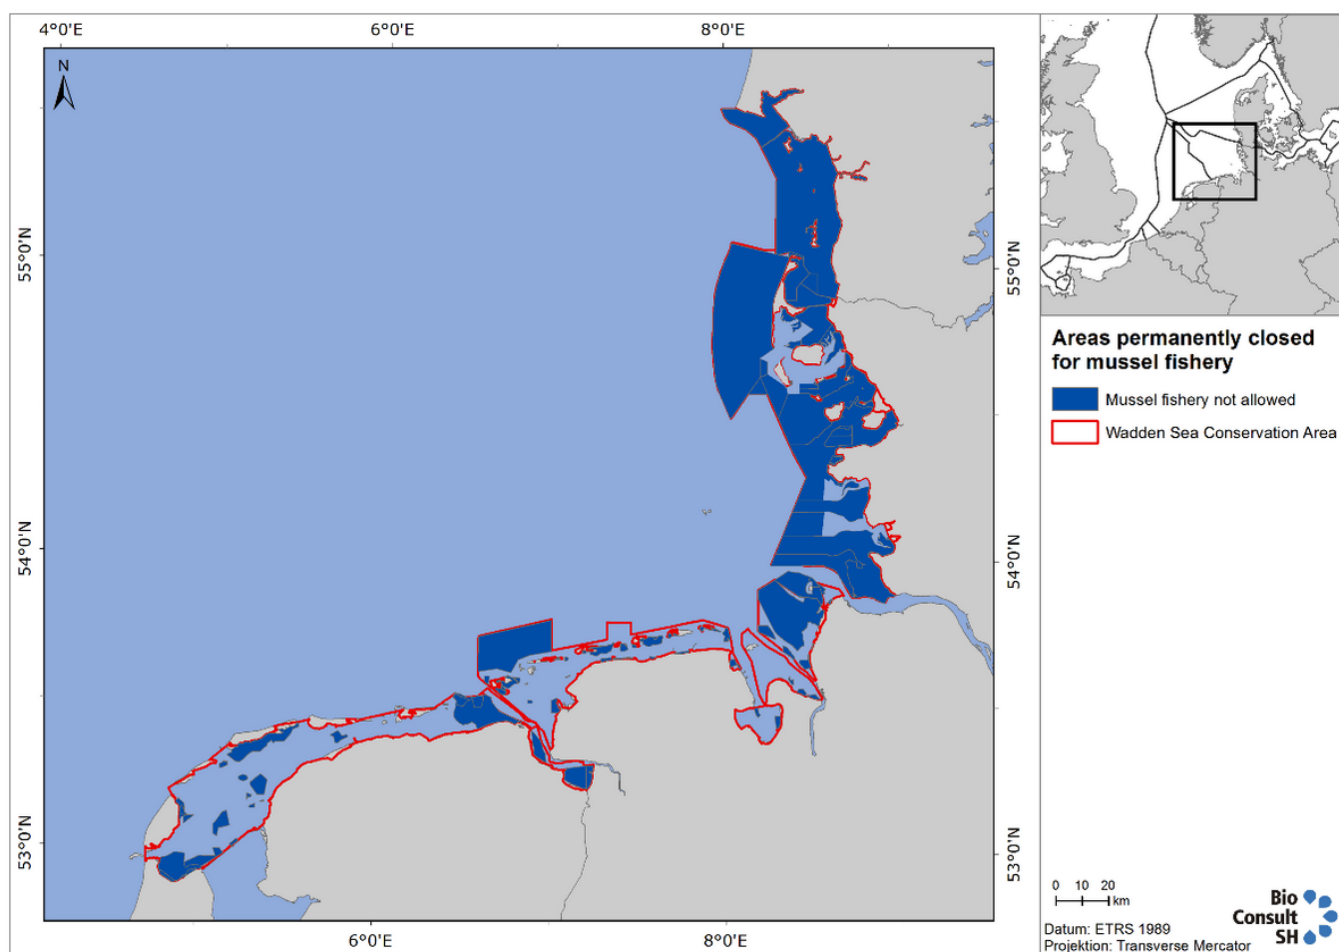 4°0'E 6°0'E 8°0'E
N
55°0'N
55°0'N
54°0'N
54°0'N
53°0'N
53°0'N
6°0'E 8°0'E
Areas permanently closed
for mussel fishery
Mussel fishery not allowed
Wadden Sea Conservation Area
0 10 20
km
Datum: ETRS 1989
Projektion: Transverse Mercator
Bio
Consult
SH